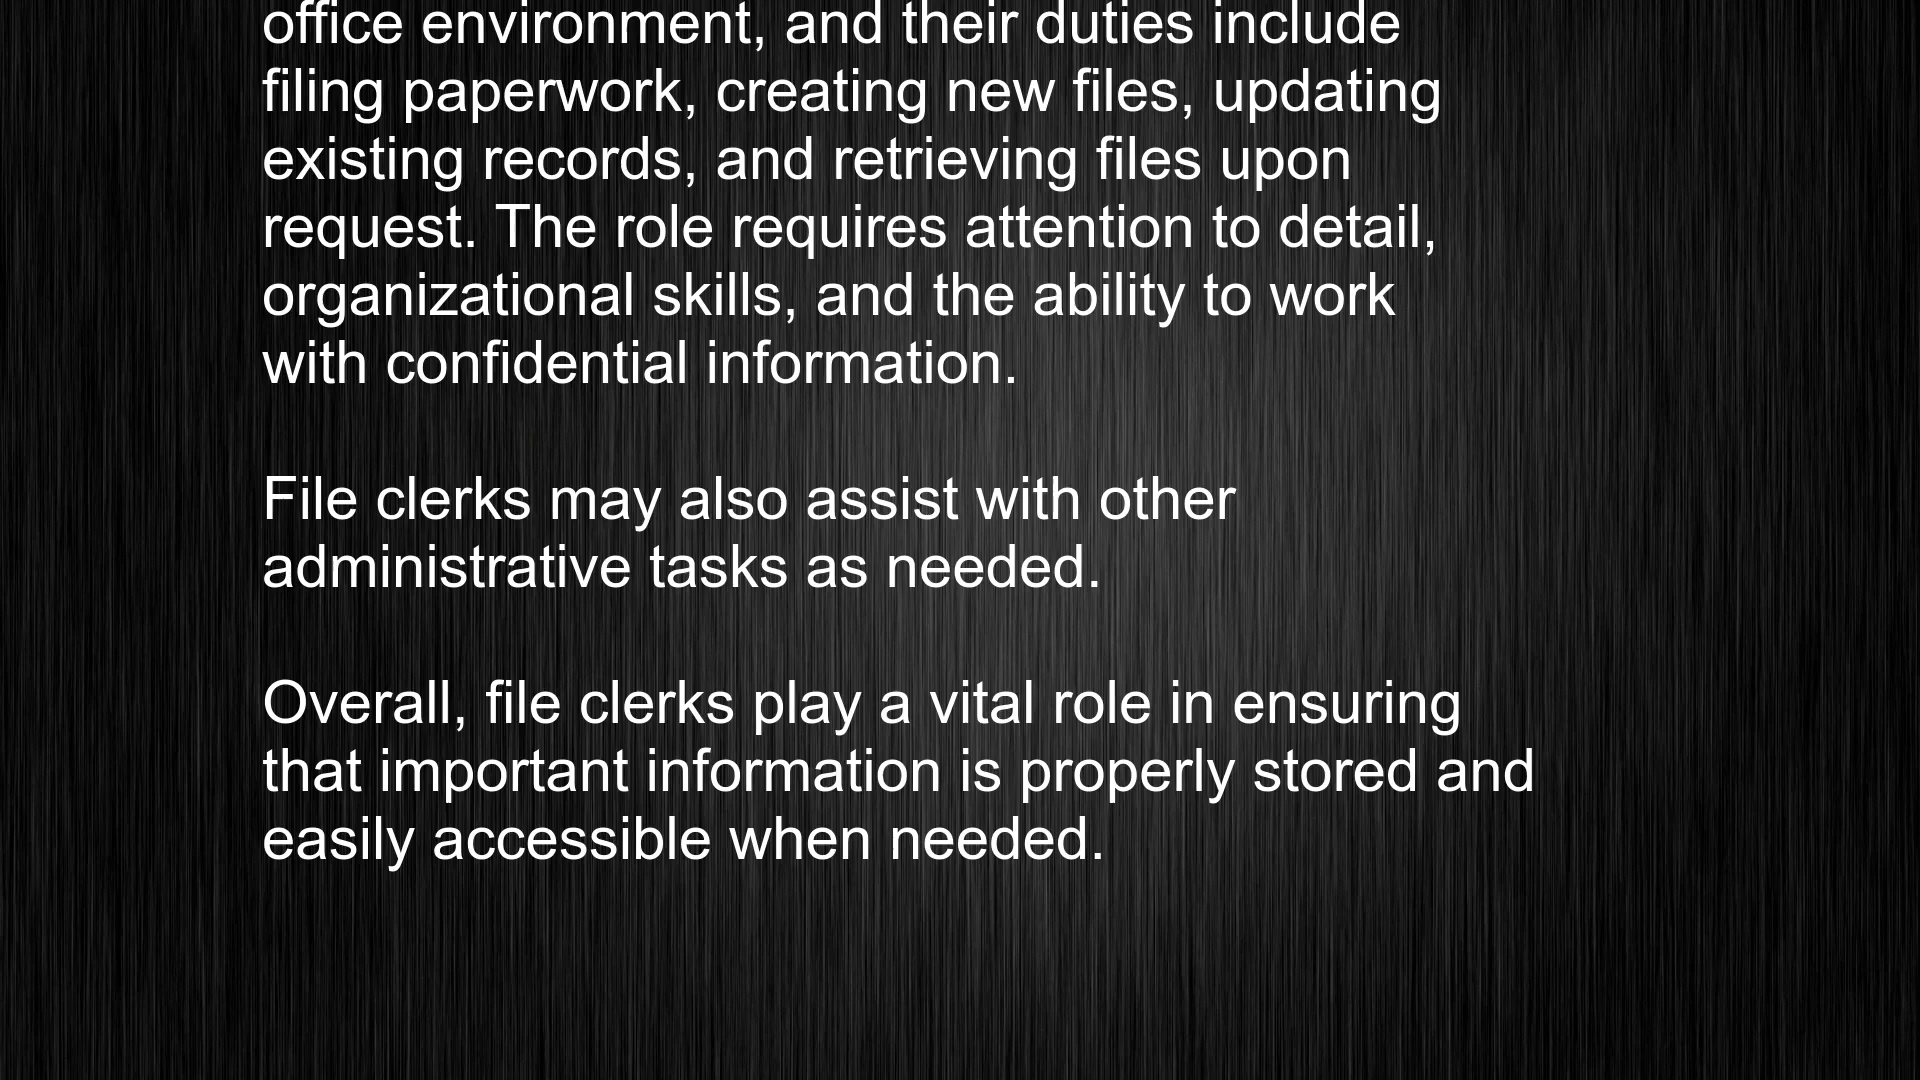 office environment, and their duties include
filing paperwork, creating new files, updating
existing records, and retrieving files upon
request. The role requires attention to detail,
organizational skills, and the ability to work
with confidential information.
File clerks may also assist with other
administrative tasks as needed.
Overall, file clerks play a vital role in ensuring
that important information is properly stored and
easily accessible when needed.